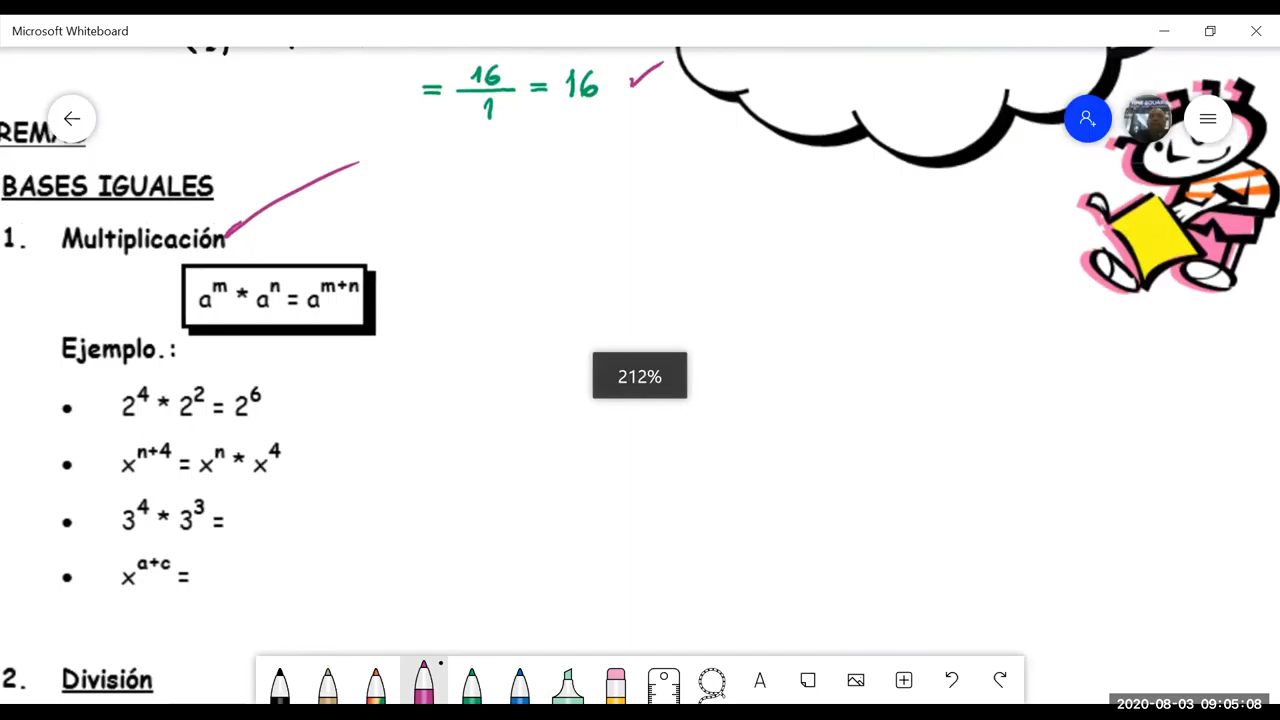 Microsoft Whiteboard
= 16/1 = 16
BASES IGUALES
1. Multiplicación
a^m * a^n = a^(m+n)
Ejemplo.:
• 2^4 * 2^2 = 2^6
• x^(n+4) = x^n * x^4
• 3^4 * 3^3 =
• x^(a+c) =
212%
2. División
2020-08-03 09:05:08